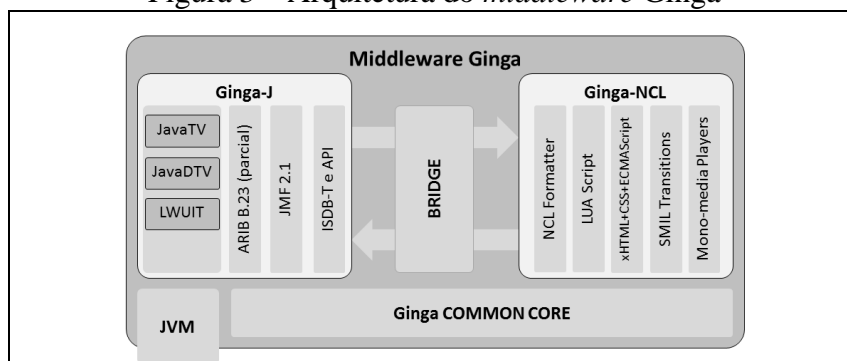 Figura 3 – Arquitetura do middleware Ginga
Middleware Ginga
Ginga-J
JavaTV
JavaDTV
LWUIT
ARIB B.23 (parcial)
JMF 2.1
ISDB-T e API
BRIDGE
Ginga-NCL
NCL Formatter
LUA Script
xHTML+CSS+ECMAScript
SMIL Transitions
Mono-media Players
JVM
Ginga COMMON CORE